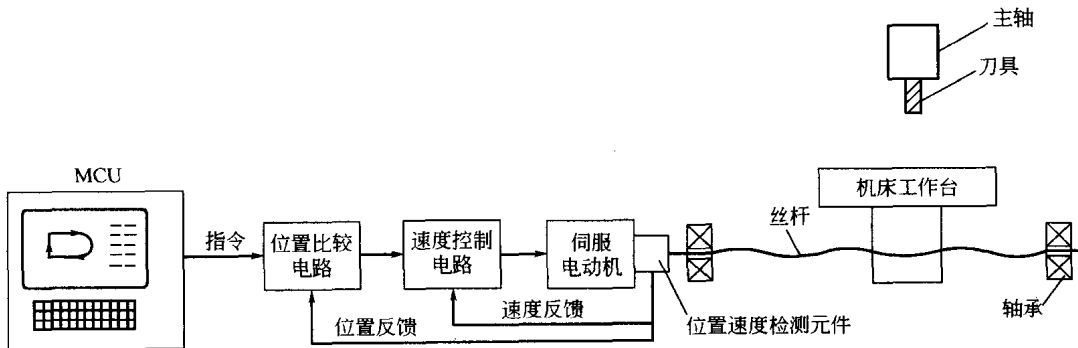 主轴
刀具
MCU
机床工作台
丝杆
指令
位置比较
电路
速度控制
电路
伺服
电动机
速度反馈
位置反馈
位置速度检测元件
轴承